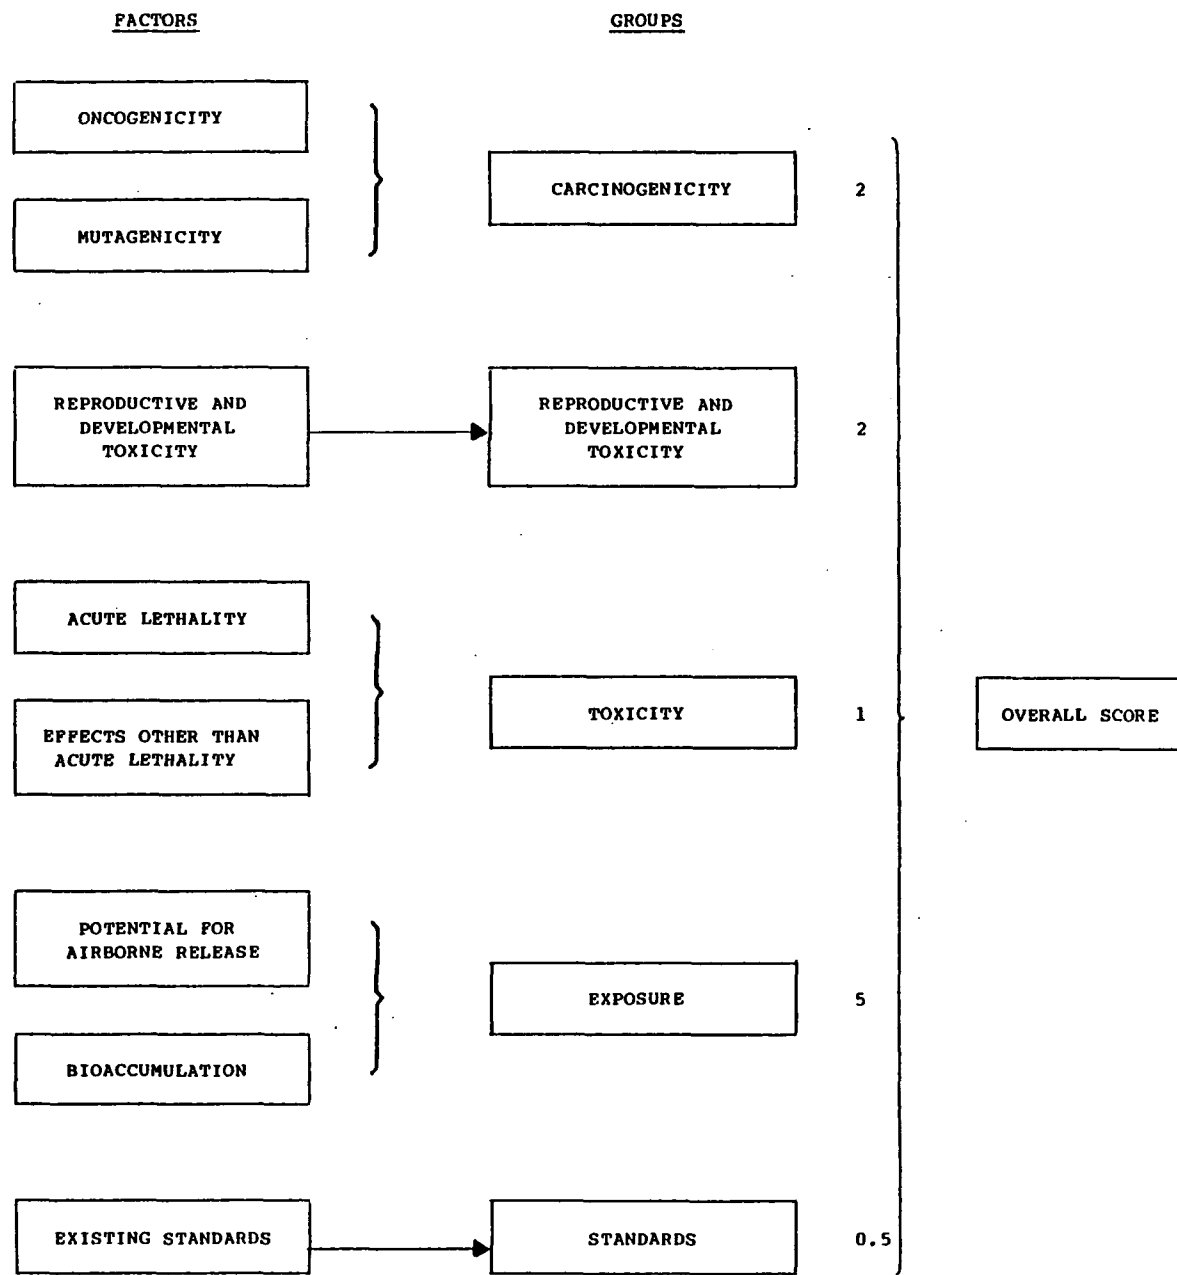 FACTORS
GROUPS
ONCOGENICITY
MUTAGENICITY
CARCINOGENICITY
2
REPRODUCTIVE AND
DEVELOPMENTAL
TOXICITY
REPRODUCTIVE AND
DEVELOPMENTAL
TOXICITY
2
ACUTE LETHALITY
EFFECTS OTHER THAN
ACUTE LETHALITY
TOXICITY
1
OVERALL SCORE
POTENTIAL FOR
AIRBORNE RELEASE
BIOACCUMULATION
EXPOSURE
5
EXISTING STANDARDS
STANDARDS
0.5